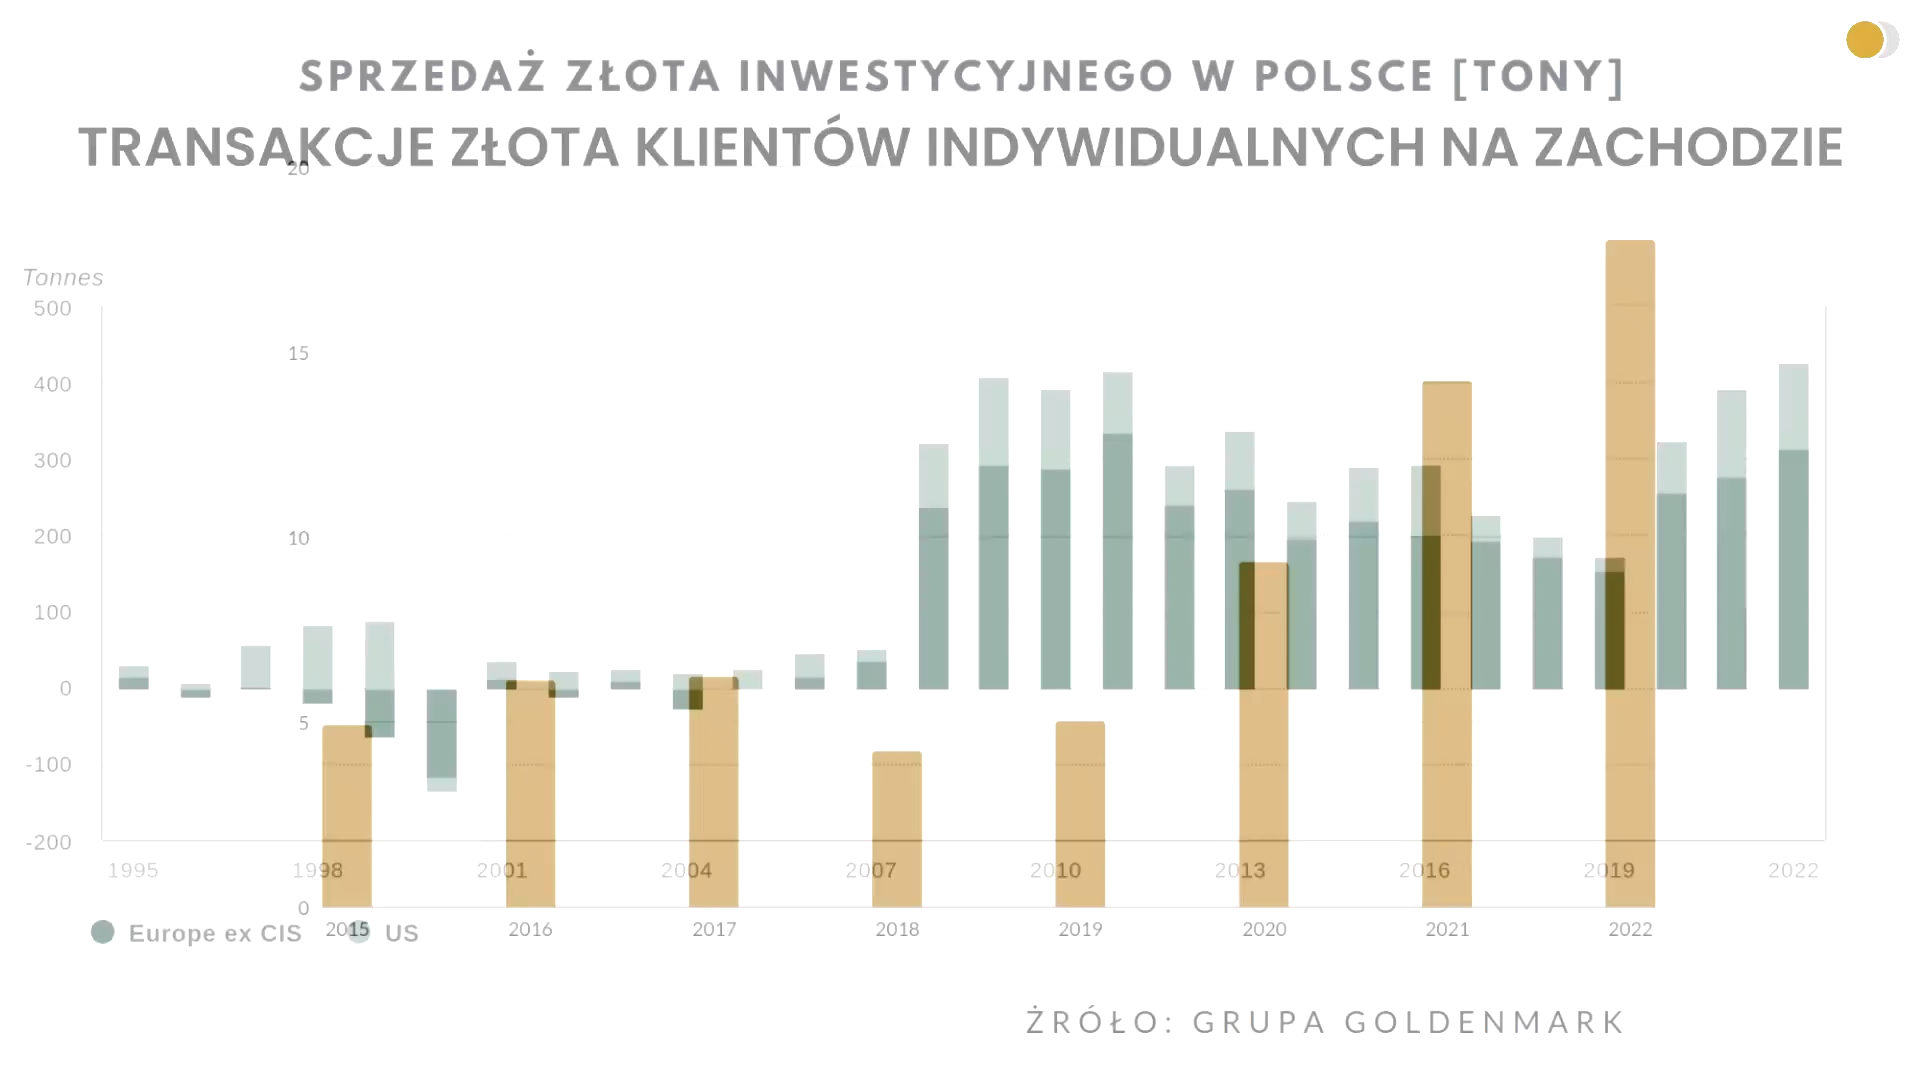 SPRZEDAŻ ZŁOTA INWESTYCYJNEGO W POLSCE [TONY]
TRANSAKCJE ZŁOTA KLIENTÓW INDYWIDUALNYCH NA ZACHODZIE
20
Tonnes
500
15
400
300
10
200
100
0
5
-100
-200
1995 1998 2001 2004 2007 2010 2013 2016 2019 2022
0
Europe ex CIS US
2015 2016 2017 2018 2019 2020 2021 2022
ŻRÓŁO: GRUPA GOLDENMARK